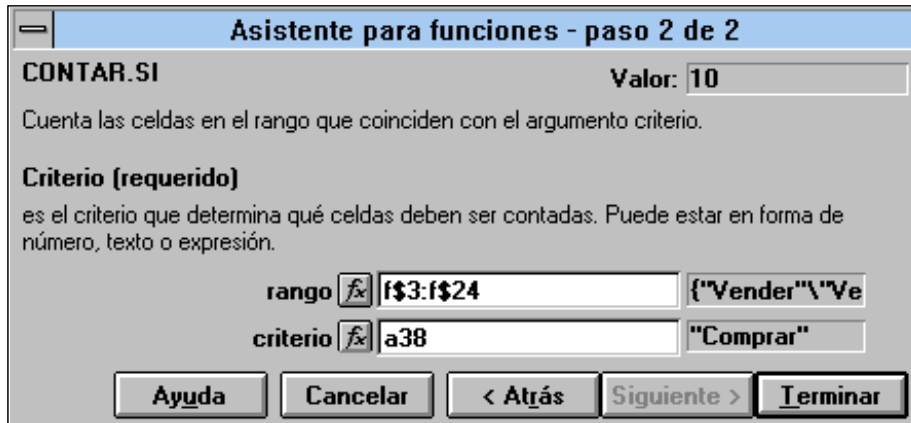 Asistente para funciones - paso 2 de 2
CONTAR.SI Valor: 10
Cuenta las celdas en el rango que coinciden con el argumento criterio.
Criterio (requerido)
es el criterio que determina qué celdas deben ser contadas. Puede estar en forma de
número, texto o expresión.
rango fx f$3:f$24 {"Vender"\"Ve
criterio fx a38 "Comprar"
Ayuda Cancelar < Atrás Siguiente > Terminar